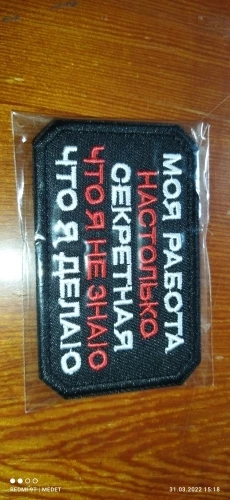 МОЯ РАБОТА
НАСТОЛЬКО
СЕКРЕТНАЯ
ЧТО Я НЕ ЗНАЮ
ЧТО Я ДЕЛАЮ
REDMI 9T | MEDET
31.03.2022 15:18